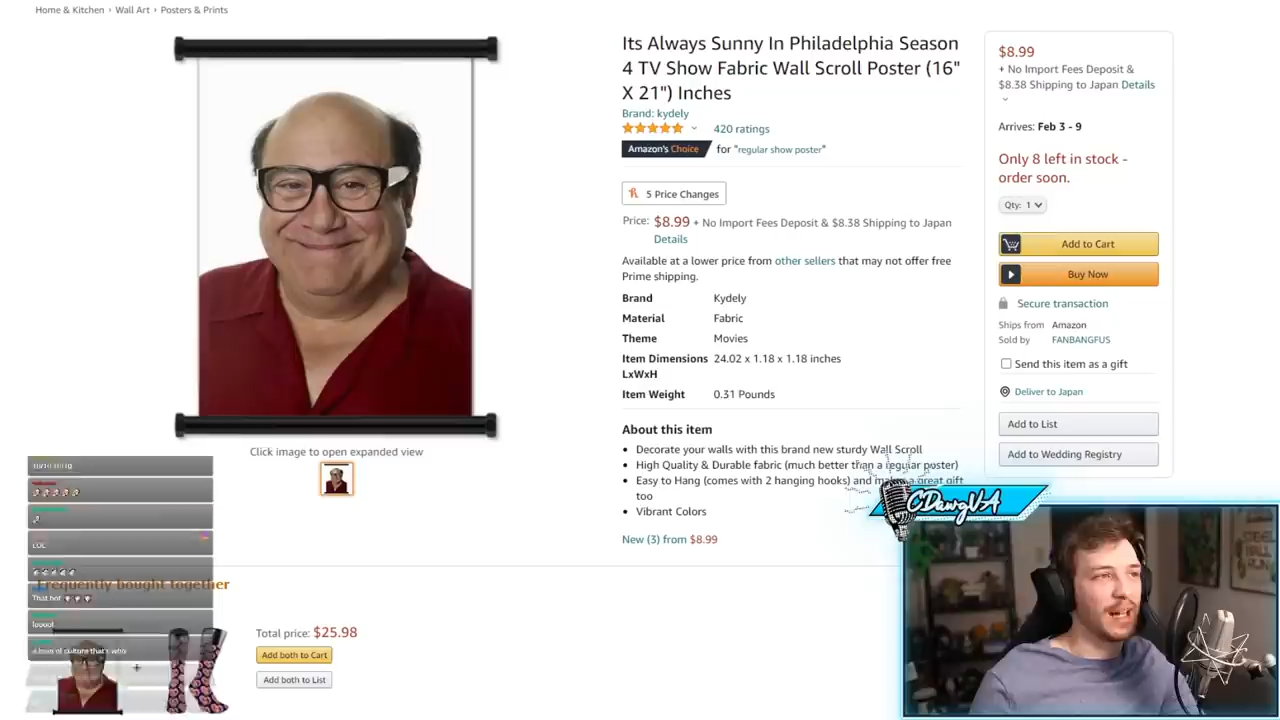 Home & Kitchen › Wall Art › Posters & Prints
Its Always Sunny In Philadelphia Season
4 TV Show Fabric Wall Scroll Poster (16"
X 21") Inches
Brand: kydely
420 ratings
Amazon's Choice for "regular show poster"
5 Price Changes
Price: $8.99 + No Import Fees Deposit & $8.38 Shipping to Japan
Details
Available at a lower price from other sellers that may not offer free
Prime shipping.
Brand Kydely
Material Fabric
Theme Movies
Item Dimensions 24.02 x 1.18 x 1.18 inches
LxWxH
Item Weight 0.31 Pounds
About this item
• Decorate your walls with this brand new sturdy Wall Scroll
• High Quality & Durable fabric (much better than a regular poster)
• Easy to Hang (comes with 2 hanging hooks) and makes a great gift
too
• Vibrant Colors
New (3) from $8.99
$8.99
+ No Import Fees Deposit &
$8.38 Shipping to Japan Details
Arrives: Feb 3 - 9
Only 8 left in stock -
order soon.
Qty: 1
Add to Cart
Buy Now
Secure transaction
Ships from Amazon
Sold by FANBANGFUS
Send this item as a gift
Deliver to Japan
Add to List
Add to Wedding Registry
Click image to open expanded view
LUL
Frequently bought together
That hot
looool
a man of culture thats who
+
Total price: $25.98
Add both to Cart
Add both to List
CDawgVA